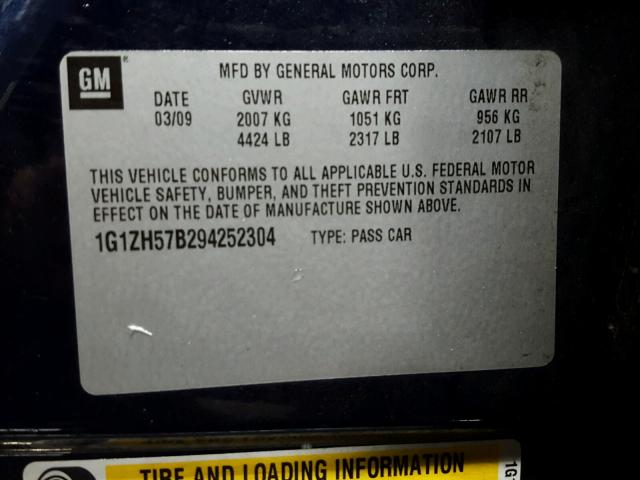 GM
MFD BY GENERAL MOTORS CORP.
DATE GVWR GAWR FRT GAWR RR
03/09 2007 KG 1051 KG 956 KG
4424 LB 2317 LB 2107 LB
THIS VEHICLE CONFORMS TO ALL APPLICABLE U.S. FEDERAL MOTOR
VEHICLE SAFETY, BUMPER, AND THEFT PREVENTION STANDARDS IN
EFFECT ON THE DATE OF MANUFACTURE SHOWN ABOVE.
1G1ZH57B294252304 TYPE: PASS CAR
TIRE AND LOADING INFORMATION